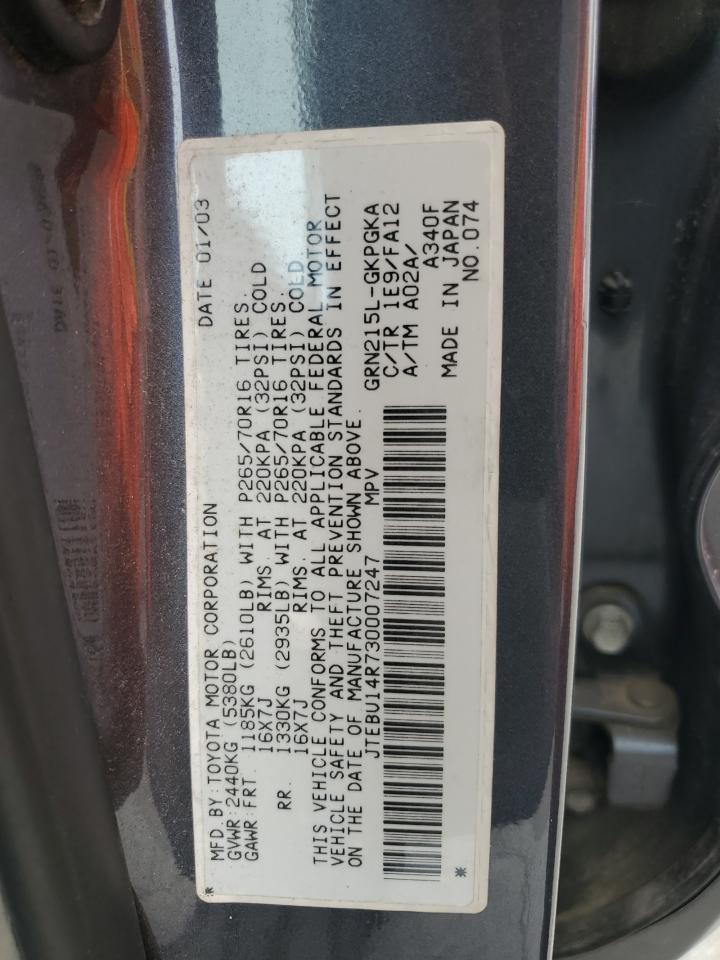 MFD.BY:TOYOTA MOTOR CORPORATION DATE 01/03
GVWR:2440KG (5380LB)
GAWR:FRT. 1185KG (2610LB) WITH P265/70R16 TIRES.
16X7J RIMS. AT 220KPA (32PSI) COLD
RR. 1330KG (2935LB) WITH P265/70R16 TIRES.
16X7J RIMS. AT 220KPA (32PSI) COLD.
THIS VEHICLE CONFORMS TO ALL APPLICABLE FEDERAL MOTOR
VEHICLE SAFETY AND THEFT PREVENTION STANDARDS IN EFFECT
ON THE DATE OF MANUFACTURE SHOWN ABOVE.
JTEBU14R730007247 MPV GRN215L-GKPGKA
C/TR 1E9/FA12
A/TM A02A/
A340F
MADE IN JAPAN
NO.074